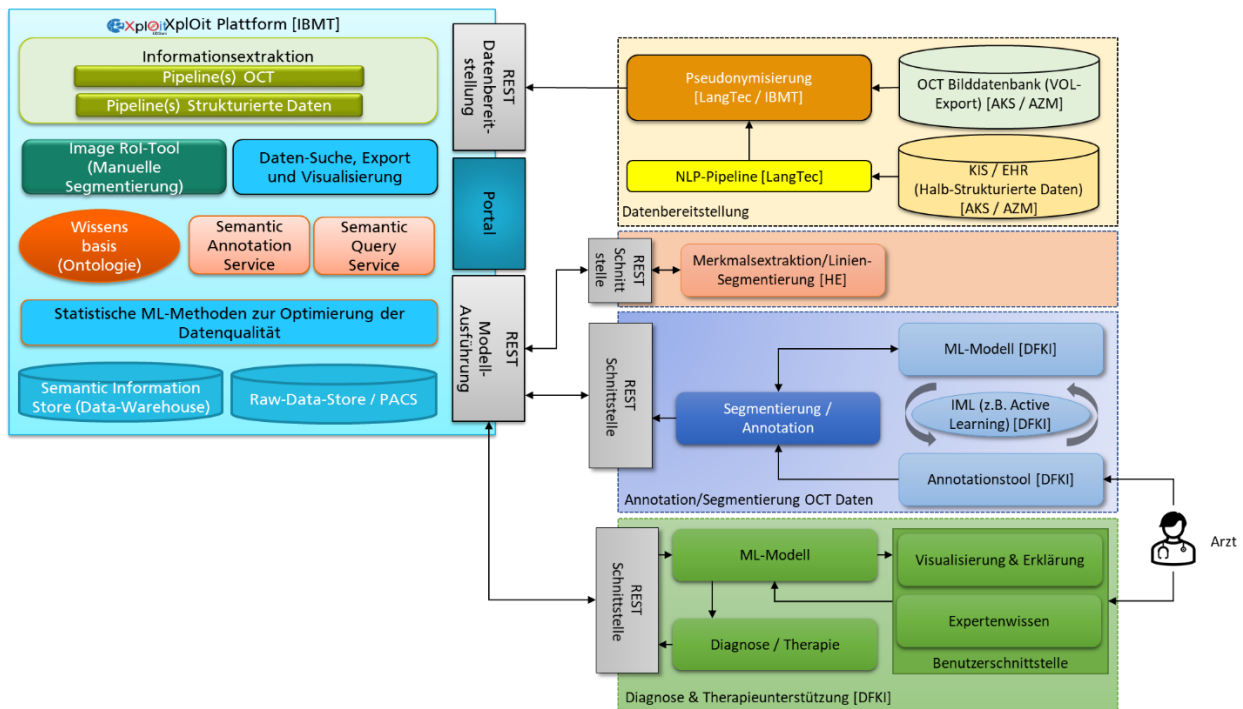 XplOit XplOit Plattform [IBMT]
Informationsextraktion
Pipeline(s) OCT
Pipeline(s) Strukturierte Daten
Image RoI-Tool
(Manuelle
Segmentierung)
Daten-Suche, Export
und Visualisierung
Wissens
basis
(Ontologie)
Semantic
Annotation
Service
Semantic
Query
Service
Statistische ML-Methoden zur Optimierung der
Datenqualität
Semantic Information
Store (Data-Warehouse)
Raw-Data-Store / PACS
REST
Datenbereit-
stellung
Portal
REST
Modell-
Ausführung
Pseudonymisierung
[LangTec / IBMT]
OCT Bilddatenbank (VOL-
Export) [AKS / AZM]
NLP-Pipeline [LangTec]
KIS / EHR
(Halb-Strukturierte Daten)
[AKS / AZM]
Datenbereitstellung
REST
Schnitt
stelle
Merkmalsextraktion/Linien-
Segmentierung [HE]
REST
Schnittstelle
Segmentierung /
Annotation
ML-Modell [DFKI]
IML (z.B. Active
Learning) [DFKI]
Annotationstool [DFKI]
Annotation/Segmentierung OCT Daten
Arzt
REST
Schnittstelle
ML-Modell
Diagnose / Therapie
Visualisierung & Erklärung
Expertenwissen
Benutzerschnittstelle
Diagnose & Therapieunterstützung [DFKI]